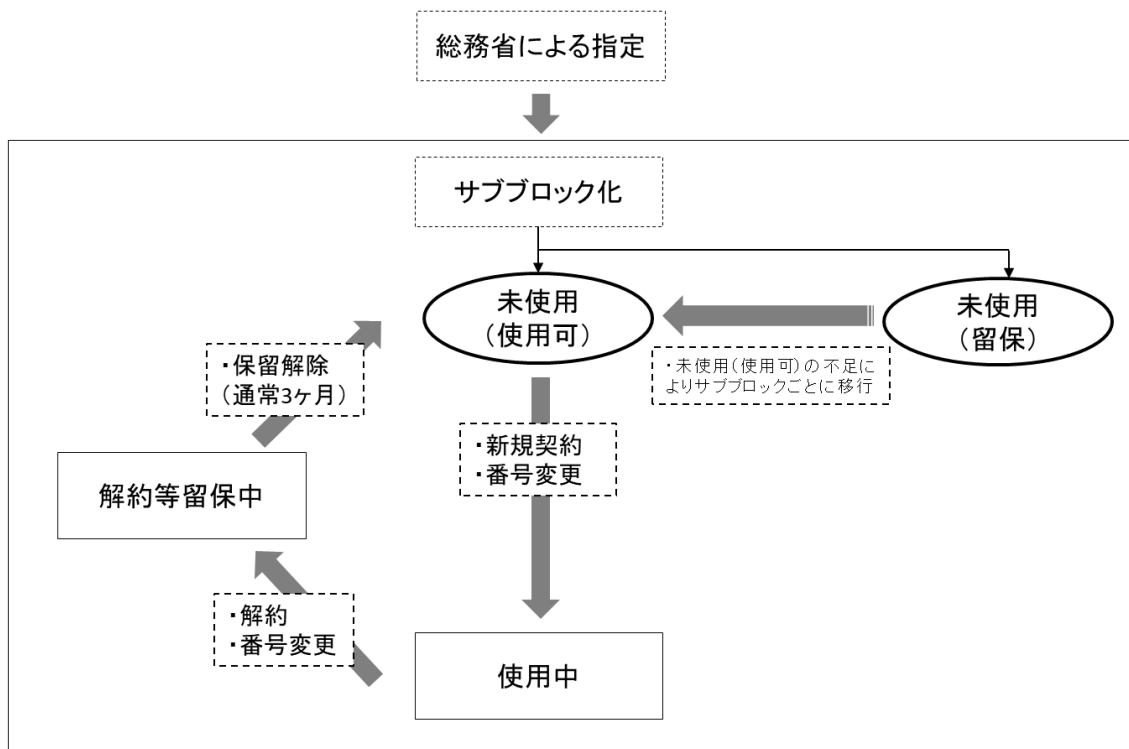 総務省による指定
サブブロック化
未使用
（使用可）
未使用
（留保）
・未使用（使用可）の不足に
よりサブブロックごとに移行
・保留解除
（通常3ヶ月）
・新規契約
・番号変更
解約等留保中
・解約
・番号変更
使用中